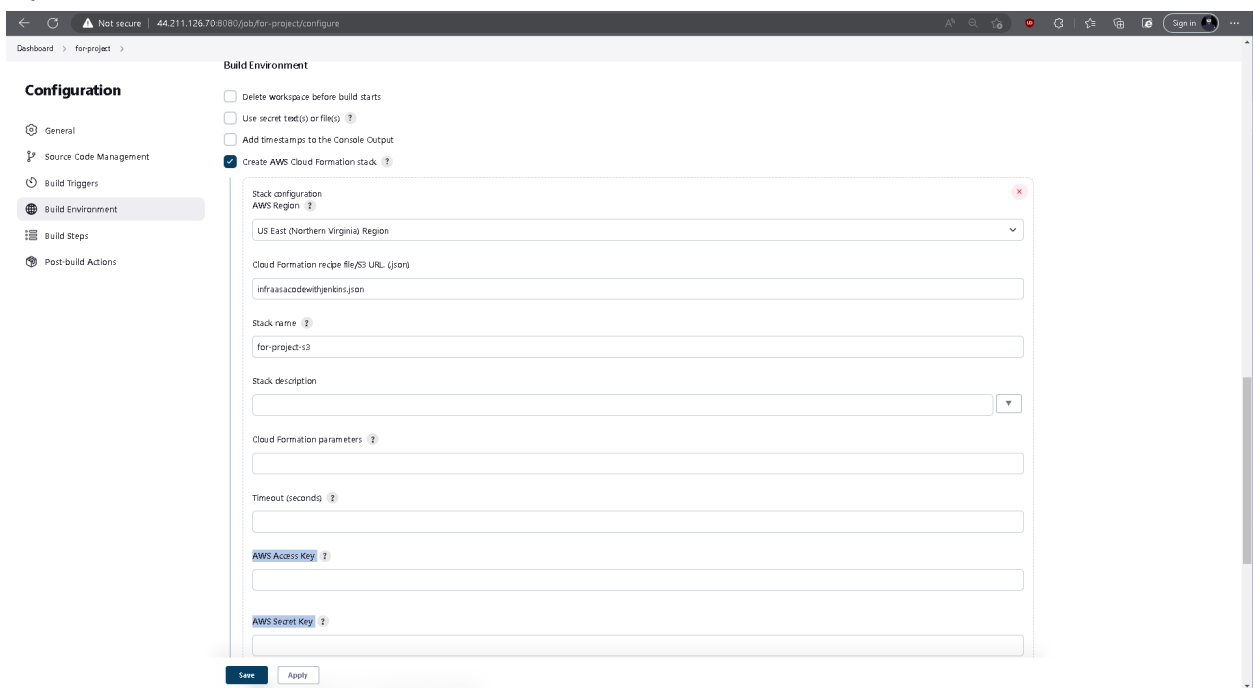 Not secure | 44.211.126.70:8080/job/for-project/configure
Sign in
Dashboard > for-project >
Configuration
General
Source Code Management
Build Triggers
Build Environment
Build Steps
Post-build Actions
Build Environment
Delete workspace before build starts
Use secret text(s) or file(s) ?
Add timestamps to the Console Output
Create AWS Cloud Formation stack ?
Stack configuration
AWS Region ?
US East (Northern Virginia) Region
Cloud Formation recipe file/S3 URL. (.json)
infraasacodewithjenkins.json
Stack name ?
for-project-s3
Stack description
Cloud Formation parameters ?
Timeout (seconds) ?
AWS Access Key ?
AWS Secret Key ?
Save
Apply